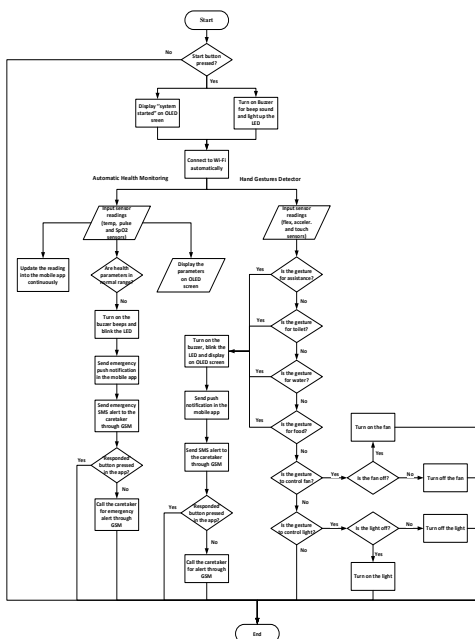 Start
No
Start button
pressed?
Yes
Display "system
started" on OLED
sreen
Turn on Buzzer
for beep sound
and light up the
LED
Connect to Wi-Fi
automatically
Automatic Health Monitoring
Hand Gestures Detector
Input sensor
readings
(temp, pulse
and SpO2
sensors)
Input sensor
readings
(flex, acceler.
and touch
sensors)
Update the reading
into the mobile app
continuously
Are health
parameters in
normal range?
Display the
parameters
on OLED
screen
Yes
Is the gesture
for assistance?
No
No
Turn on the
buzzer beeps and
blink the LED
Turn on the
buzzer, blink the
LED and display
on OLED screen
Yes
Is the gesture
for toilet?
No
Send emergency
push notification
in the mobile app
Yes
Is the gesture
for water?
No
Send emergency
SMS alert to the
caretaker
through GSM
Send push
notification in the
mobile app
Yes
Is the gesture
for food?
No
Turn on the fan
Yes
Yes
Responded
button pressed
in the app?
No
Send SMS alert to
the caretaker
through GSM
Is the gesture
to control fan?
Yes
Is the fan off?
No
Turn off the fan
No
Call the caretaker
for emergency
alert through
GSM
Yes
Responded
button pressed
in the app?
No
Is the gesture
to control light?
Yes
Is the light off?
No
Turn off the light
No
Yes
Call the caretaker
for alert through
GSM
Turn on the light
End